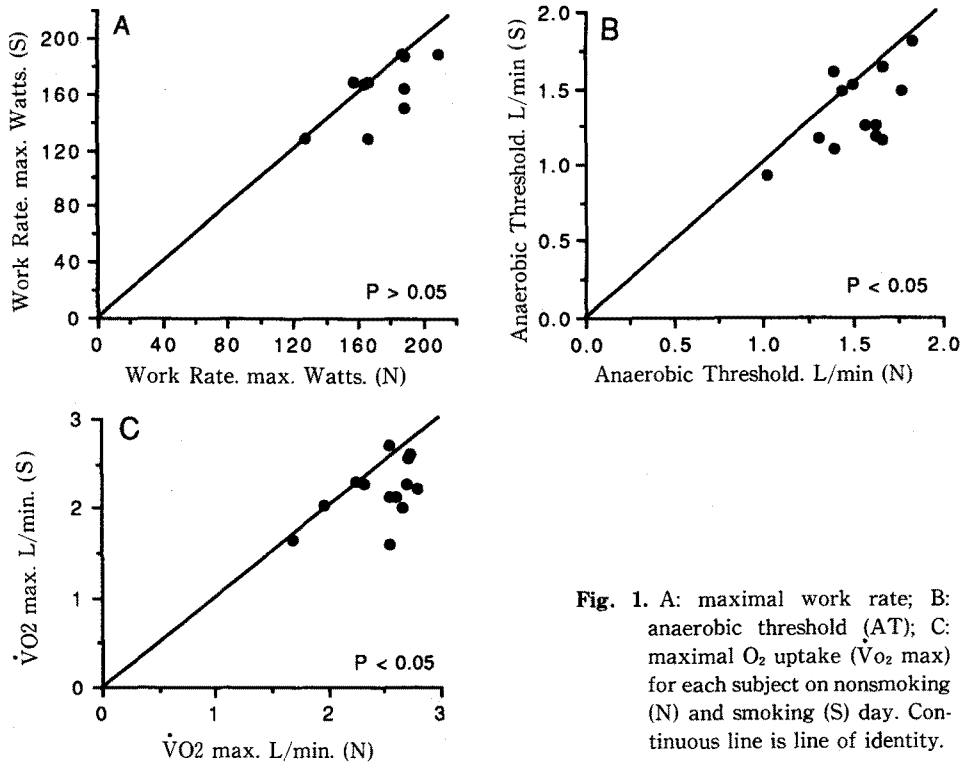 A
Work Rate. max. Watts. (S)
220
200
160
120
80
40
0
0
40
80
120
160
200
P > 0.05
Work Rate. max. Watts. (N)
B
Anaerobic Threshold. L/min (S)
2.0
1.5
1.0
0.5
0.0
0.0
0.5
1.0
1.5
2.0
P < 0.05
Anaerobic Threshold. L/min (N)
C
V̇O2 max. L/min. (S)
3
2
1
0
0
1
2
3
P < 0.05
V̇O2 max. L/min. (N)
Fig. 1. A: maximal work rate; B:
anaerobic threshold (AT); C:
maximal O₂ uptake (V̇o₂ max)
for each subject on nonsmoking
(N) and smoking (S) day. Con-
tinuous line is line of identity.